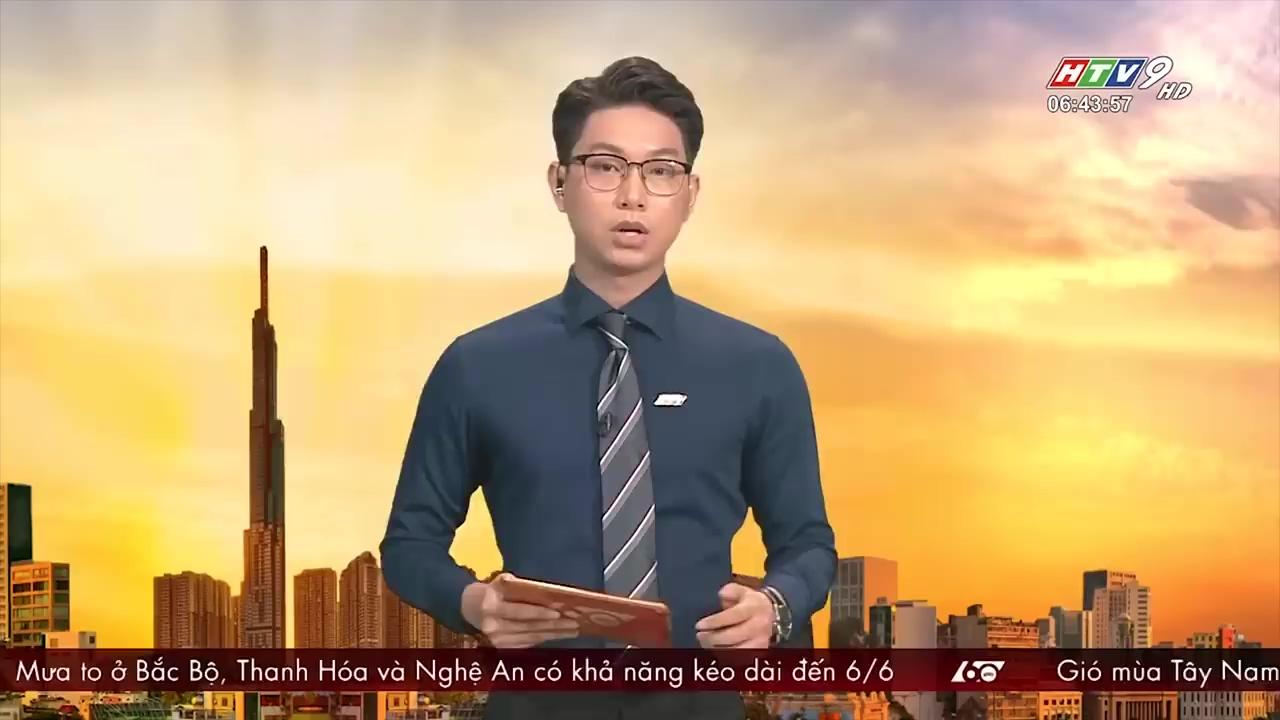 HTV9
HD
06:43:57
Mưa to ở Bắc Bộ, Thanh Hóa và Nghệ An có khả năng kéo dài đến 6/6
60
Gió mùa Tây Nam